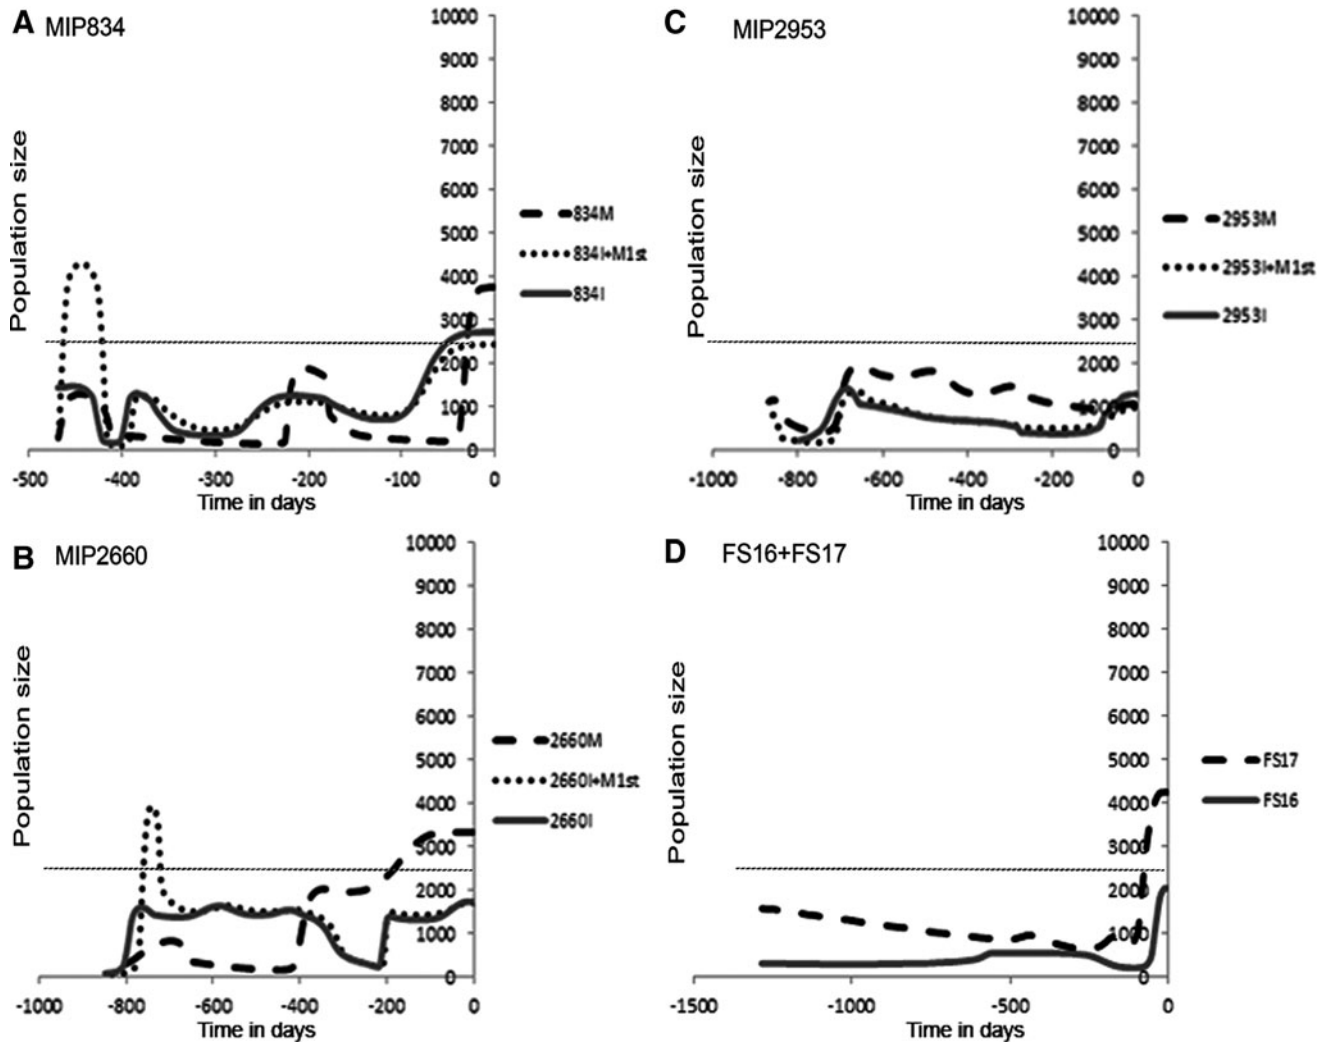 A MIP834
Population size
10000
9000
8000
7000
6000
5000
4000
3000
2000
1000
0
-500 -400 -300 -200 -100 0
Time in days
834M
834I+M1st
834I
C MIP2953
Population size
10000
9000
8000
7000
6000
5000
4000
3000
2000
1000
0
-1000 -800 -600 -400 -200 0
Time in days
2953M
2953I+M1st
2953I
B MIP2660
Population size
10000
9000
8000
7000
6000
5000
4000
3000
2000
1000
0
-1000 -800 -600 -400 -200 0
Time in days
2660M
2660I+M1st
2660I
D FS16+FS17
Population size
10000
9000
8000
7000
6000
5000
4000
3000
2000
1000
0
-1500 -1000 -500 0
Time in days
FS17
FS16